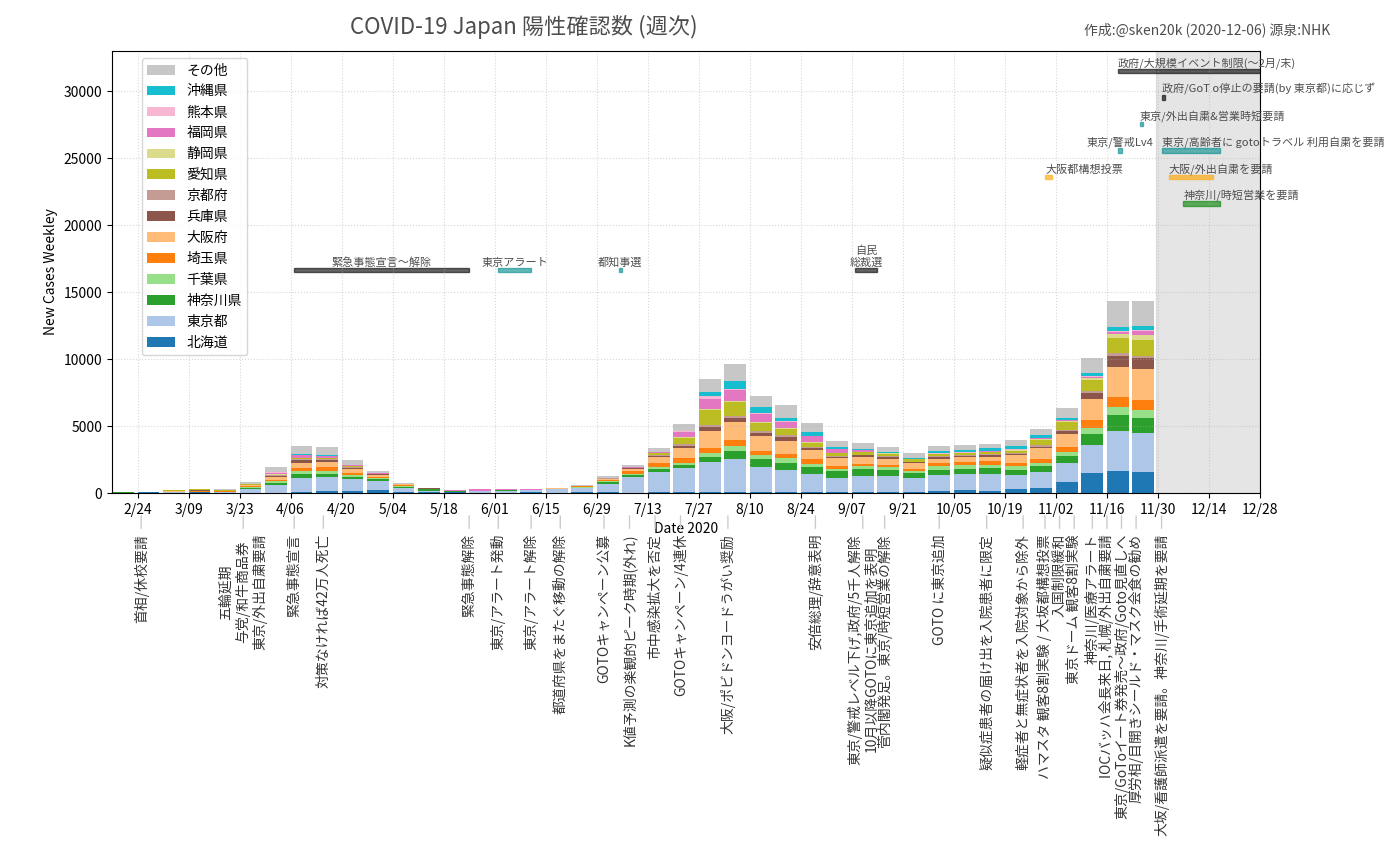 COVID-19 Japan 陽性確認数 (週次)
作成:@sken20k (2020-12-06) 源泉:NHK
その他
沖縄県
熊本県
福岡県
静岡県
愛知県
京都府
兵庫県
大阪府
埼玉県
千葉県
神奈川県
東京都
北海道
政府/大規模イベント制限(〜2月/末)
政府/GoT o停止の要請(by 東京都)に応じず
東京/外出自粛&営業時短要請
東京/警戒Lv4
東京/高齢者に gotoトラベル 利用自粛を要請
大阪都構想投票
大阪/外出自粛を要請
神奈川/時短営業を要請
緊急事態宣言〜解除
東京アラート
都知事選
自民
総裁選
New Cases Weekly
30000
25000
20000
15000
10000
5000
0
2/24 3/09 3/23 4/06 4/20 5/04 5/18 6/01 6/15 6/29 7/13 7/27 8/10 8/24 9/07 9/21 10/05 10/19 11/02 11/16 11/30 12/14 12/28
Date 2020
首相/休校要請
五輪延期
与党/和牛商品券
東京/外出自粛要請
緊急事態宣言
対策なければ42万人死亡
緊急事態解除
東京/アラート発動
東京/アラート解除
都道府県をまたぐ移動の解除
GOTOキャンペーン公募
K値予測の楽観的ピーク時期(外れ)
市中感染拡大を否定
GOTOキャンペーン/4連休
大阪/ポビドンヨードうがい奨励
安倍総理/辞意表明
東京/警戒レベル下げ,政府/5千人解除
10月以降GOTOに東京追加を表明
菅内閣発足。東京/時短営業の解除
GOTO に東京追加
疑似症患者の届け出を入院患者に限定
軽症者と無症状者を入院対象から除外
ハマスタ 観客8割実験 / 大坂都構想投票
入国制限緩和
東京ドーム 観客8割実験
神奈川/医療アラート
IOCバッハ会長来日, 札幌/外出自粛要請
東京/GoToイート券発売〜政府/Goto見直しへ
厚労相/目開きシールド・マスク会食の勧め
大坂/看護師派遣を要請。神奈川/手術延期を要請